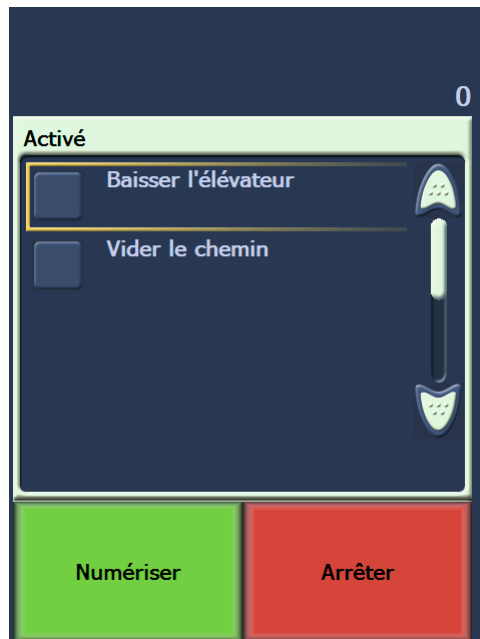 0
Activé
Baisser l'élévateur
Vider le chemin
Numériser
Arrêter